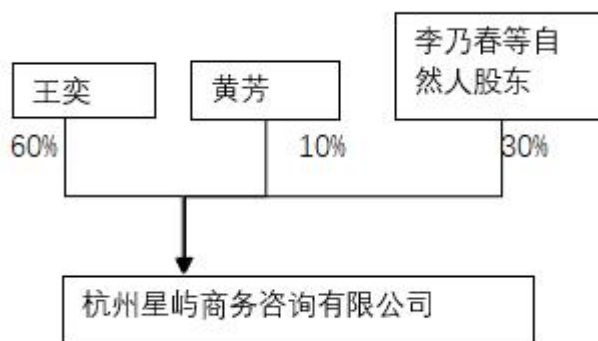 王奕
黄芳
李乃春等自
然人股东
60%
10%
30%
杭州星屿商务咨询有限公司